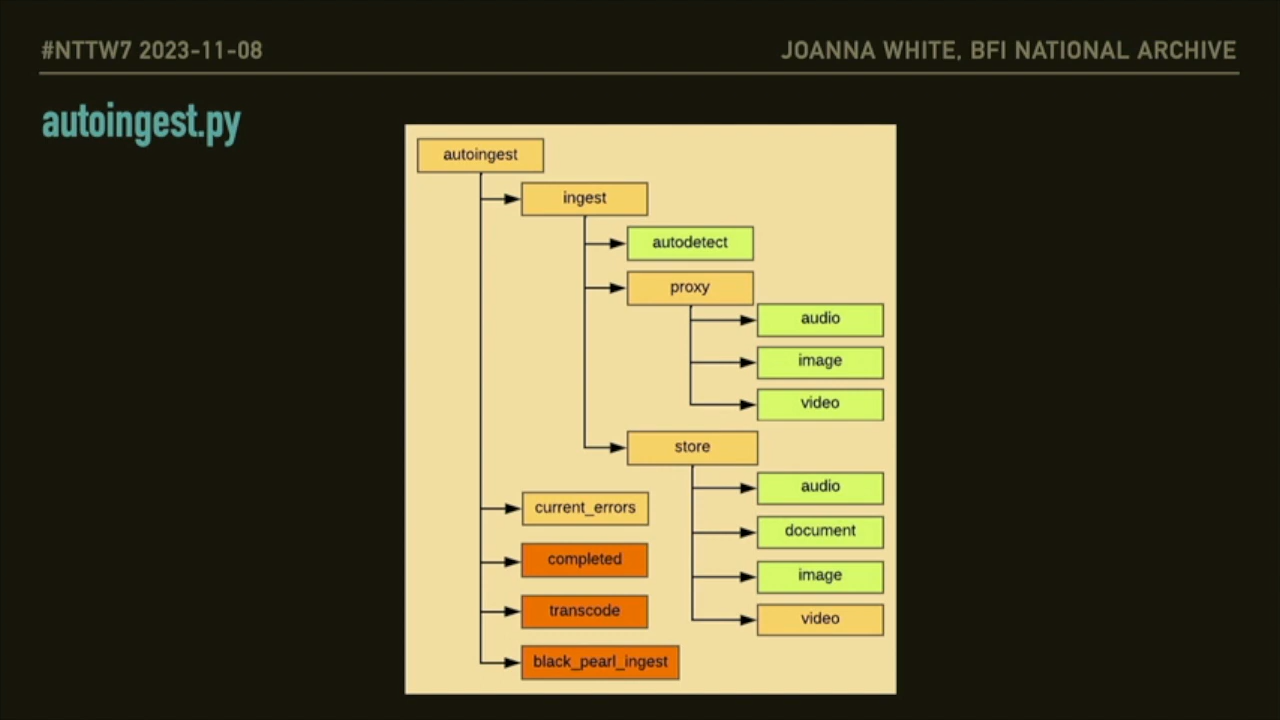 #NTTW7 2023-11-08
JOANNA WHITE, BFI NATIONAL ARCHIVE
autoingest.py
autoingest
ingest
autodetect
proxy
audio
image
video
store
audio
document
image
video
current_errors
completed
transcode
black_pearl_ingest